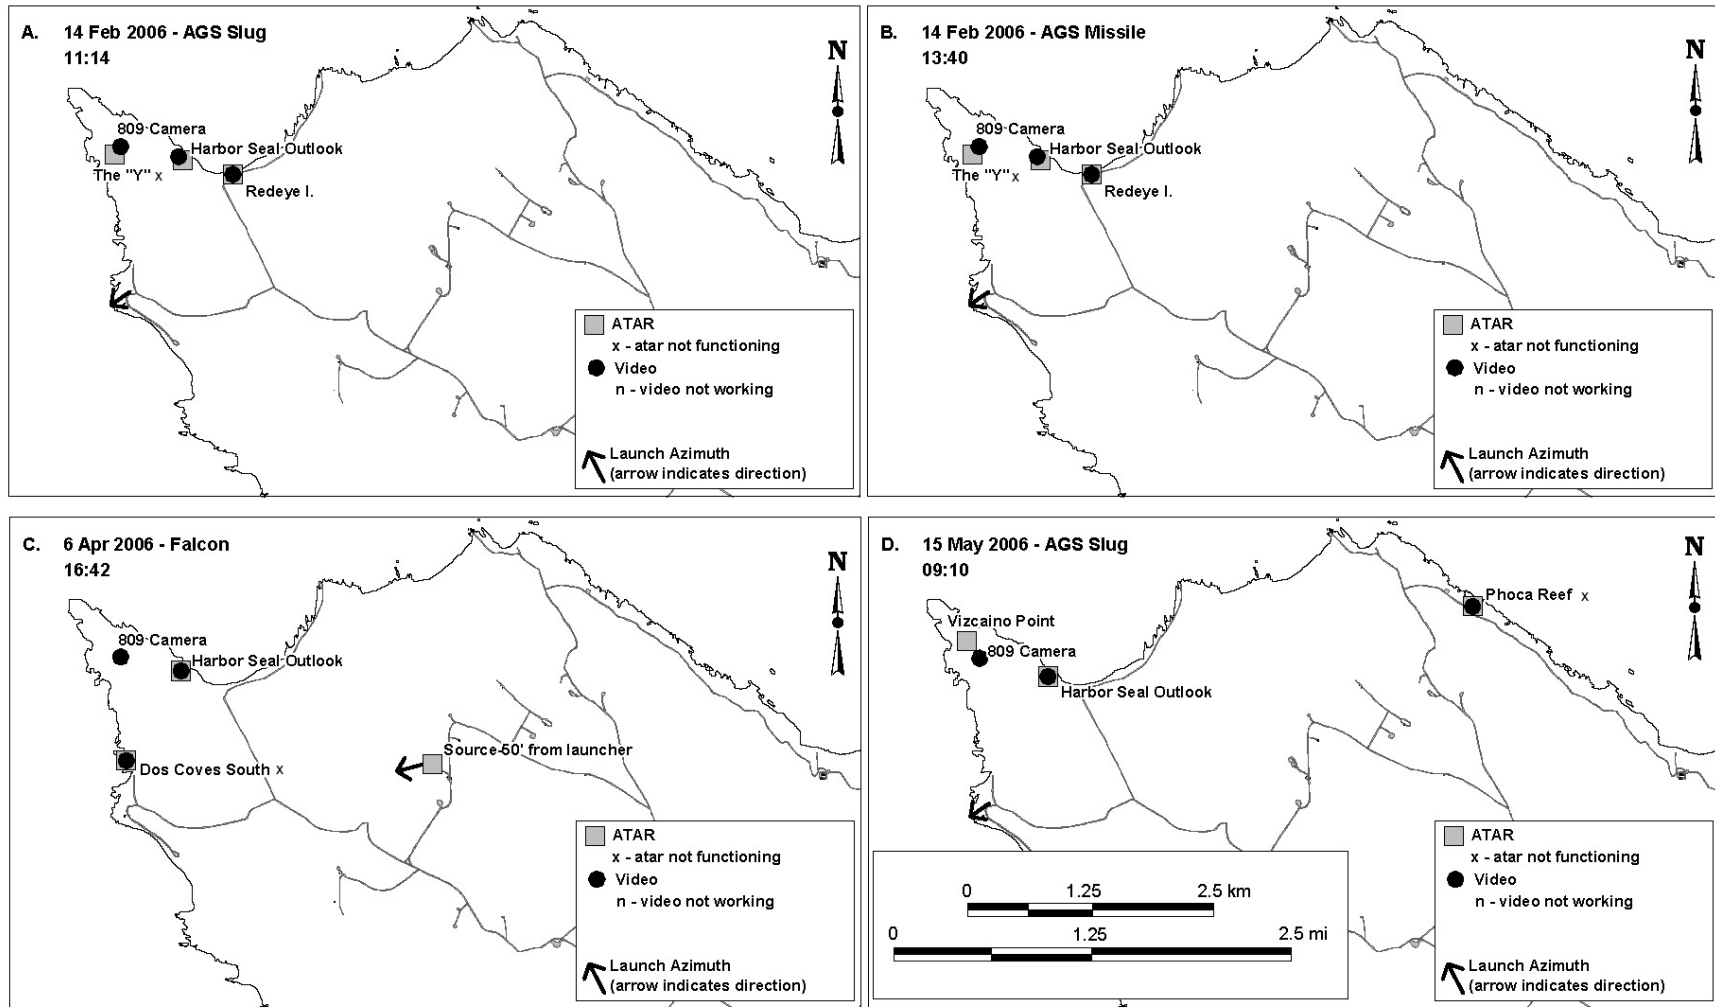 A. 14 Feb 2006 - AGS Slug
11:14
N
809 Camera
Harbor Seal Outlook
The "Y" x
Redeye I.
ATAR
x - atar not functioning
Video
n - video not working
Launch Azimuth
(arrow indicates direction)
B. 14 Feb 2006 - AGS Missile
13:40
N
809 Camera
Harbor Seal Outlook
The "Y" x
Redeye I.
ATAR
x - atar not functioning
Video
n - video not working
Launch Azimuth
(arrow indicates direction)
C. 6 Apr 2006 - Falcon
16:42
N
809 Camera
Harbor Seal Outlook
Source-50' from launcher
Dos Coves South x
ATAR
x - atar not functioning
Video
n - video not working
Launch Azimuth
(arrow indicates direction)
D. 15 May 2006 - AGS Slug
09:10
N
Phoca Reef x
Vizcaino Point
809 Camera
Harbor Seal Outlook
ATAR
x - atar not functioning
Video
n - video not working
Launch Azimuth
(arrow indicates direction)
0 1.25 2.5 km
0 1.25 2.5 mi